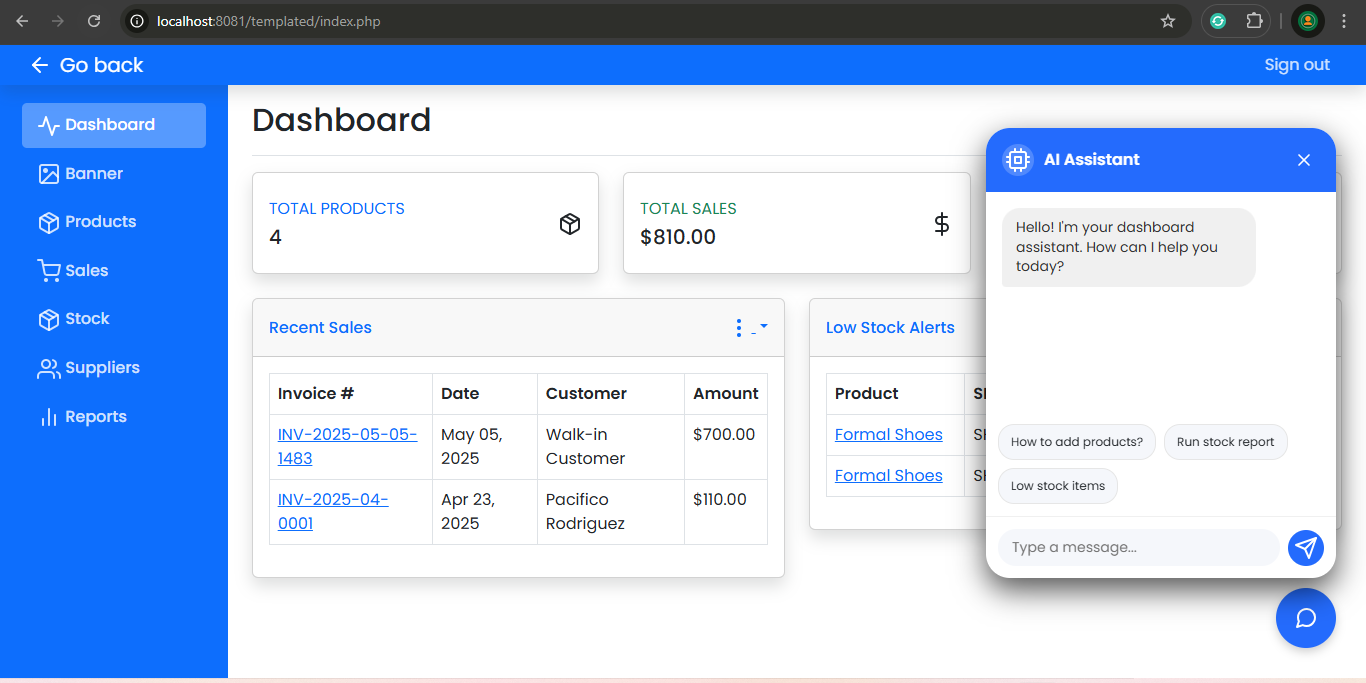 localhost:8081/templated/index.php
Go back
Sign out
Dashboard
Banner
Products
Sales
Stock
Suppliers
Reports
Dashboard
TOTAL PRODUCTS
4
TOTAL SALES
$810.00
Recent Sales
Invoice # Date Customer Amount
INV-2025-05-05-1483 May 05, 2025 Walk-in Customer $700.00
INV-2025-04-0001 Apr 23, 2025 Pacifico Rodriguez $110.00
Low Stock Alerts
Product
Formal Shoes
Formal Shoes
AI Assistant
Hello! I'm your dashboard
assistant. How can I help you
today?
How to add products?
Run stock report
Low stock items
Type a message...